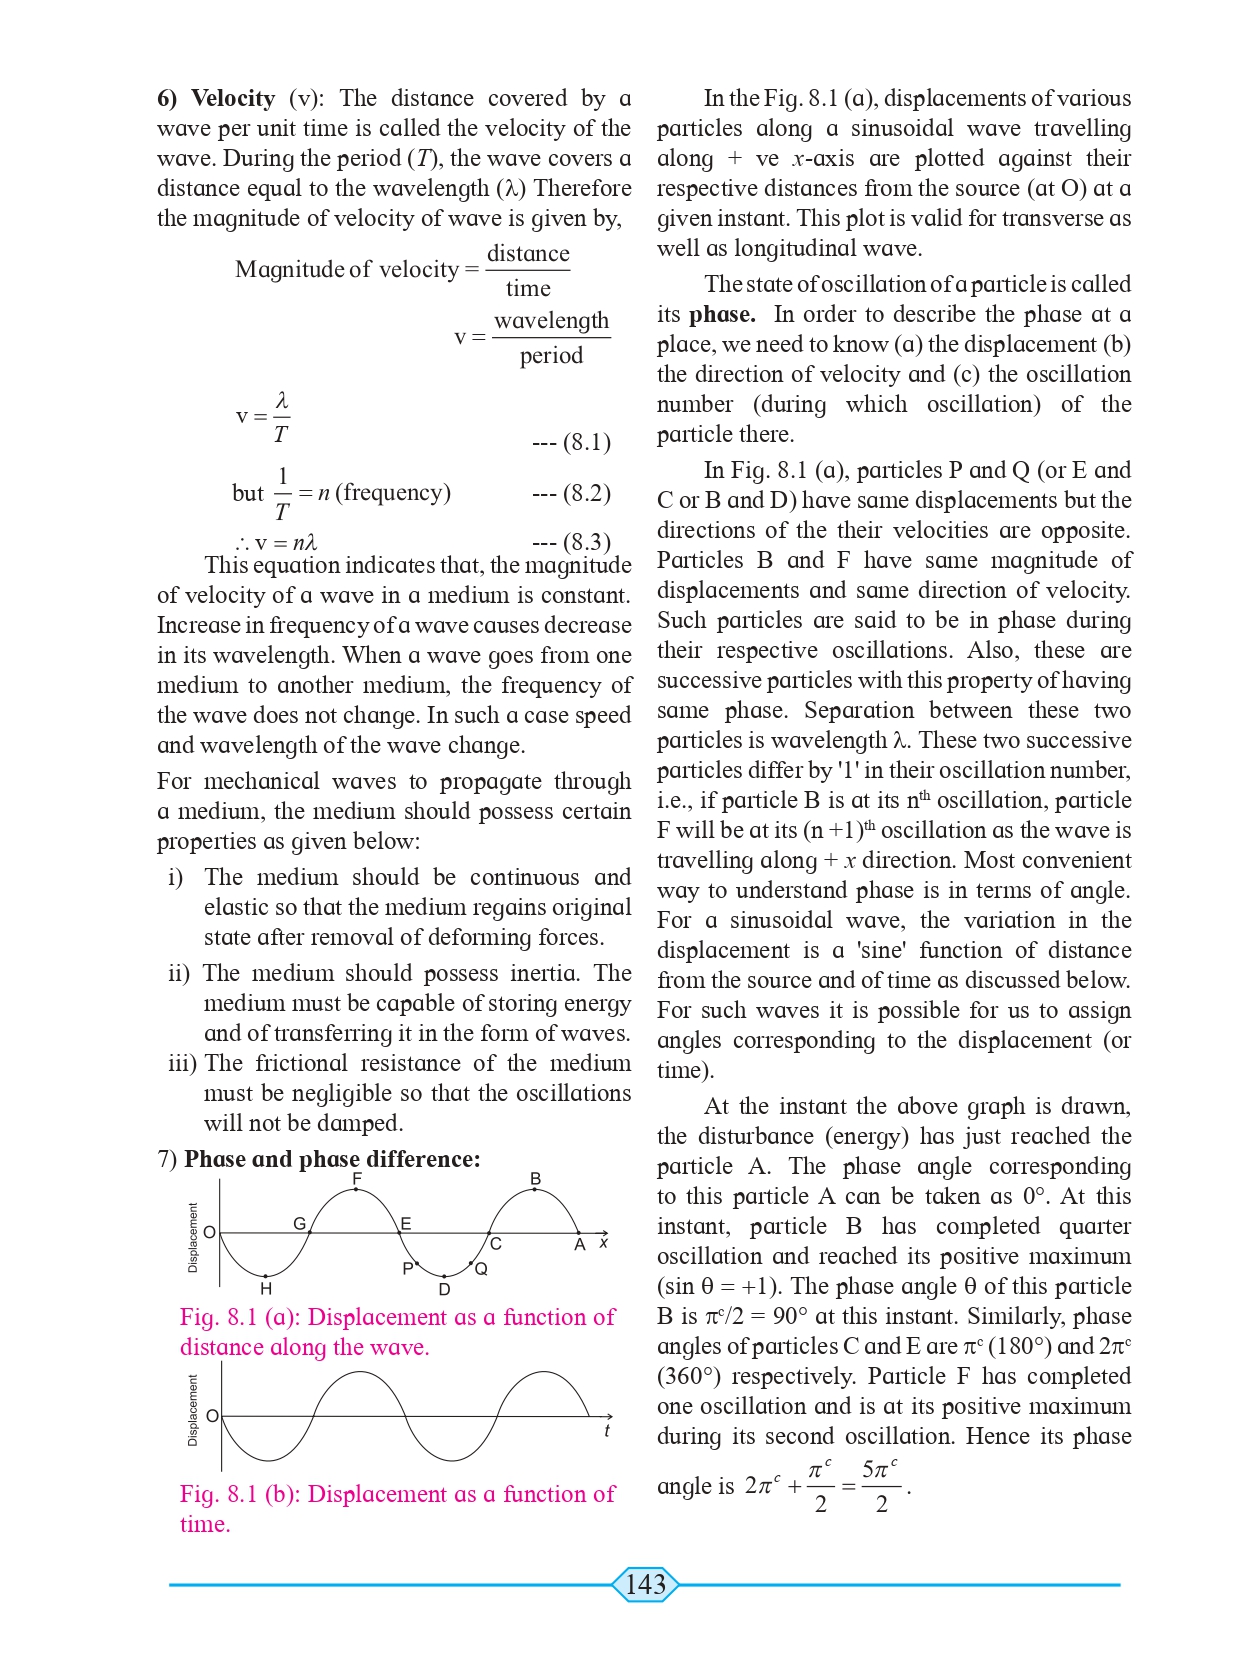 6) Velocity (v): The distance covered by a
wave per unit time is called the velocity of the
wave. During the period (T), the wave covers a
distance equal to the wavelength (λ) Therefore
the magnitude of velocity of wave is given by,
Magnitude of velocity = distance / time
v = wavelength / period
v = λ / T --- (8.1)
but 1 / T = n (frequency) --- (8.2)
∴ v = nλ --- (8.3)
This equation indicates that, the magnitude
of velocity of a wave in a medium is constant.
Increase in frequency of a wave causes decrease
in its wavelength. When a wave goes from one
medium to another medium, the frequency of
the wave does not change. In such a case speed
and wavelength of the wave change.
For mechanical waves to propagate through
a medium, the medium should possess certain
properties as given below:
i) The medium should be continuous and
elastic so that the medium regains original
state after removal of deforming forces.
ii) The medium should possess inertia. The
medium must be capable of storing energy
and of transferring it in the form of waves.
iii) The frictional resistance of the medium
must be negligible so that the oscillations
will not be damped.
7) Phase and phase difference:
F B
Displacement O G E C A x
P Q
H D
Fig. 8.1 (a): Displacement as a function of
distance along the wave.
Displacement O t
Fig. 8.1 (b): Displacement as a function of
time.
In the Fig. 8.1 (a), displacements of various
particles along a sinusoidal wave travelling
along + ve x-axis are plotted against their
respective distances from the source (at O) at a
given instant. This plot is valid for transverse as
well as longitudinal wave.
The state of oscillation of a particle is called
its phase. In order to describe the phase at a
place, we need to know (a) the displacement (b)
the direction of velocity and (c) the oscillation
number (during which oscillation) of the
particle there.
In Fig. 8.1 (a), particles P and Q (or E and
C or B and D) have same displacements but the
directions of the their velocities are opposite.
Particles B and F have same magnitude of
displacements and same direction of velocity.
Such particles are said to be in phase during
their respective oscillations. Also, these are
successive particles with this property of having
same phase. Separation between these two
particles is wavelength λ. These two successive
particles differ by '1' in their oscillation number,
i.e., if particle B is at its nth oscillation, particle
F will be at its (n +1)th oscillation as the wave is
travelling along + x direction. Most convenient
way to understand phase is in terms of angle.
For a sinusoidal wave, the variation in the
displacement is a 'sine' function of distance
from the source and of time as discussed below.
For such waves it is possible for us to assign
angles corresponding to the displacement (or
time).
At the instant the above graph is drawn,
the disturbance (energy) has just reached the
particle A. The phase angle corresponding
to this particle A can be taken as 0°. At this
instant, particle B has completed quarter
oscillation and reached its positive maximum
(sin θ = +1). The phase angle θ of this particle
B is πᶜ/2 = 90° at this instant. Similarly, phase
angles of particles C and E are πᶜ (180°) and 2πᶜ
(360°) respectively. Particle F has completed
one oscillation and is at its positive maximum
during its second oscillation. Hence its phase
angle is 2πᶜ + πᶜ / 2 = 5πᶜ / 2 .
143